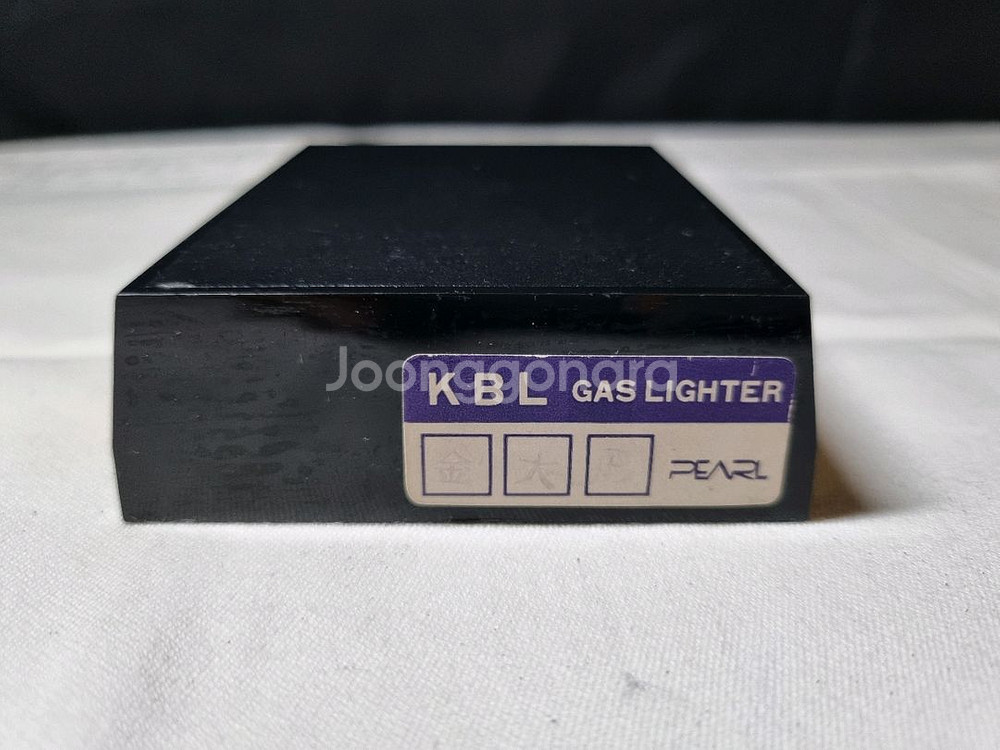 Joonggonara
KBL GAS LIGHTER
金 大
PEARL